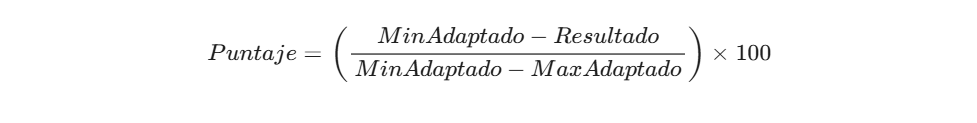 Puntaje = ( MinAdaptado − Resultado / MinAdaptado − MaxAdaptado ) × 100